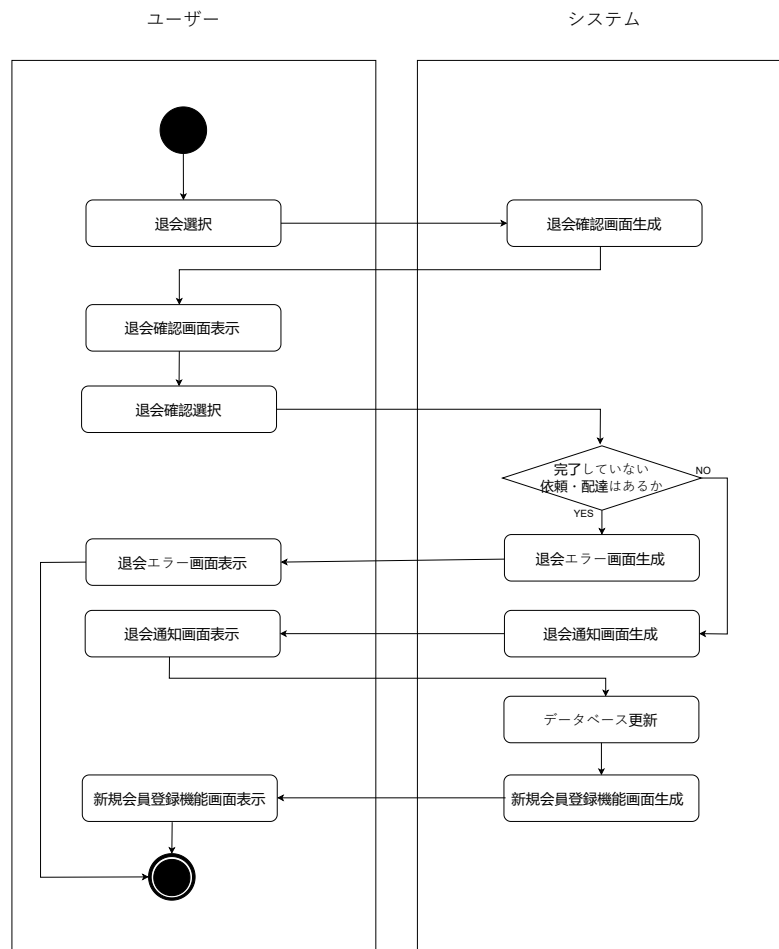 ユーザー
システム
退会選択
退会確認画面生成
退会確認画面表示
退会確認選択
完了していない
依頼・配達はあるか
NO
YES
退会エラー画面表示
退会エラー画面生成
退会通知画面表示
退会通知画面生成
データベース更新
新規会員登録機能画面表示
新規会員登録機能画面生成